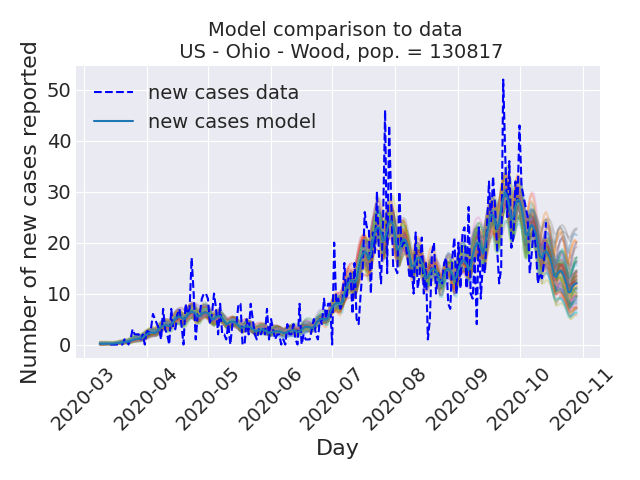 Model comparison to data
US - Ohio - Wood, pop. = 130817
Number of new cases reported
50
40
30
20
10
0
new cases data
new cases model
2020-03
2020-04
2020-05
2020-06
2020-07
2020-08
2020-09
2020-10
2020-11
Day